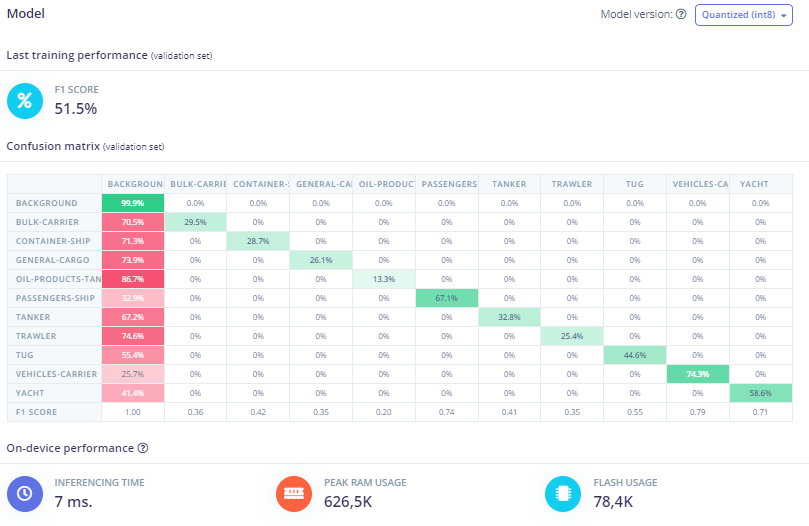 Model
Model version: Quantized (int8)
Last training performance (validation set)
%
F1 SCORE
51.5%
Confusion matrix (validation set)
BACKGROUN BULK-CARRIE CONTAINER-S GENERAL-CAI OIL-PRODUCT PASSENGERS TANKER TRAWLER TUG VEHICLES-CA YACHT
BACKGROUND 99.9% 0.0% 0.0% 0.0% 0.0% 0.0% 0.0% 0.0% 0.0% 0.0% 0.0%
BULK-CARRIER 70.5% 29.5% 0% 0% 0% 0% 0% 0% 0% 0% 0%
CONTAINER-SHIP 71.3% 0% 28.7% 0% 0% 0% 0% 0% 0% 0% 0%
GENERAL-CARGO 73.9% 0% 0% 26.1% 0% 0% 0% 0% 0% 0% 0%
OIL-PRODUCTS-TAN 86.7% 0% 0% 0% 13.3% 0% 0% 0% 0% 0% 0%
PASSENGERS-SHIP 32.9% 0% 0% 0% 0% 67.1% 0% 0% 0% 0% 0%
TANKER 67.2% 0% 0% 0% 0% 0% 32.8% 0% 0% 0% 0%
TRAWLER 74.6% 0% 0% 0% 0% 0% 0% 25.4% 0% 0% 0%
TUG 55.4% 0% 0% 0% 0% 0% 0% 0% 44.6% 0% 0%
VEHICLES-CARRIER 25.7% 0% 0% 0% 0% 0% 0% 0% 0% 74.3% 0%
YACHT 41.4% 0% 0% 0% 0% 0% 0% 0% 0% 0% 58.6%
F1 SCORE 1.00 0.36 0.42 0.35 0.20 0.74 0.41 0.35 0.55 0.79 0.71
On-device performance
INFERENCING TIME PEAK RAM USAGE FLASH USAGE
7 ms. 626,5K 78,4K